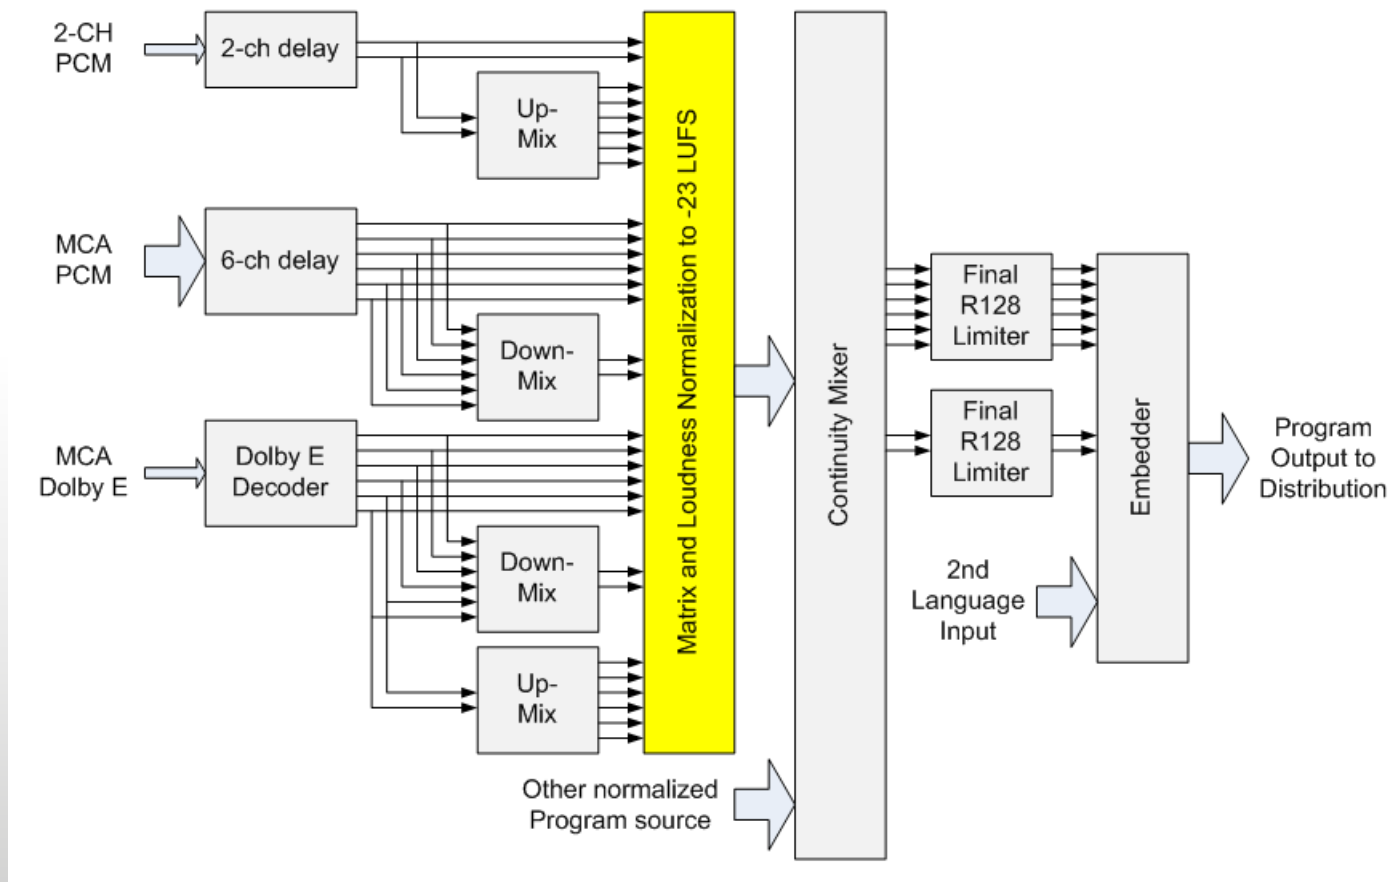 2-CH
PCM
2-ch delay
Up-
Mix
MCA
PCM
6-ch delay
Down-
Mix
MCA
Dolby E
Dolby E
Decoder
Down-
Mix
Up-
Mix
Matrix and Loudness Normalization to -23 LUFS
Other normalized
Program source
Continuity Mixer
Final
R128
Limiter
Final
R128
Limiter
2nd
Language
Input
Embedder
Program
Output to
Distribution